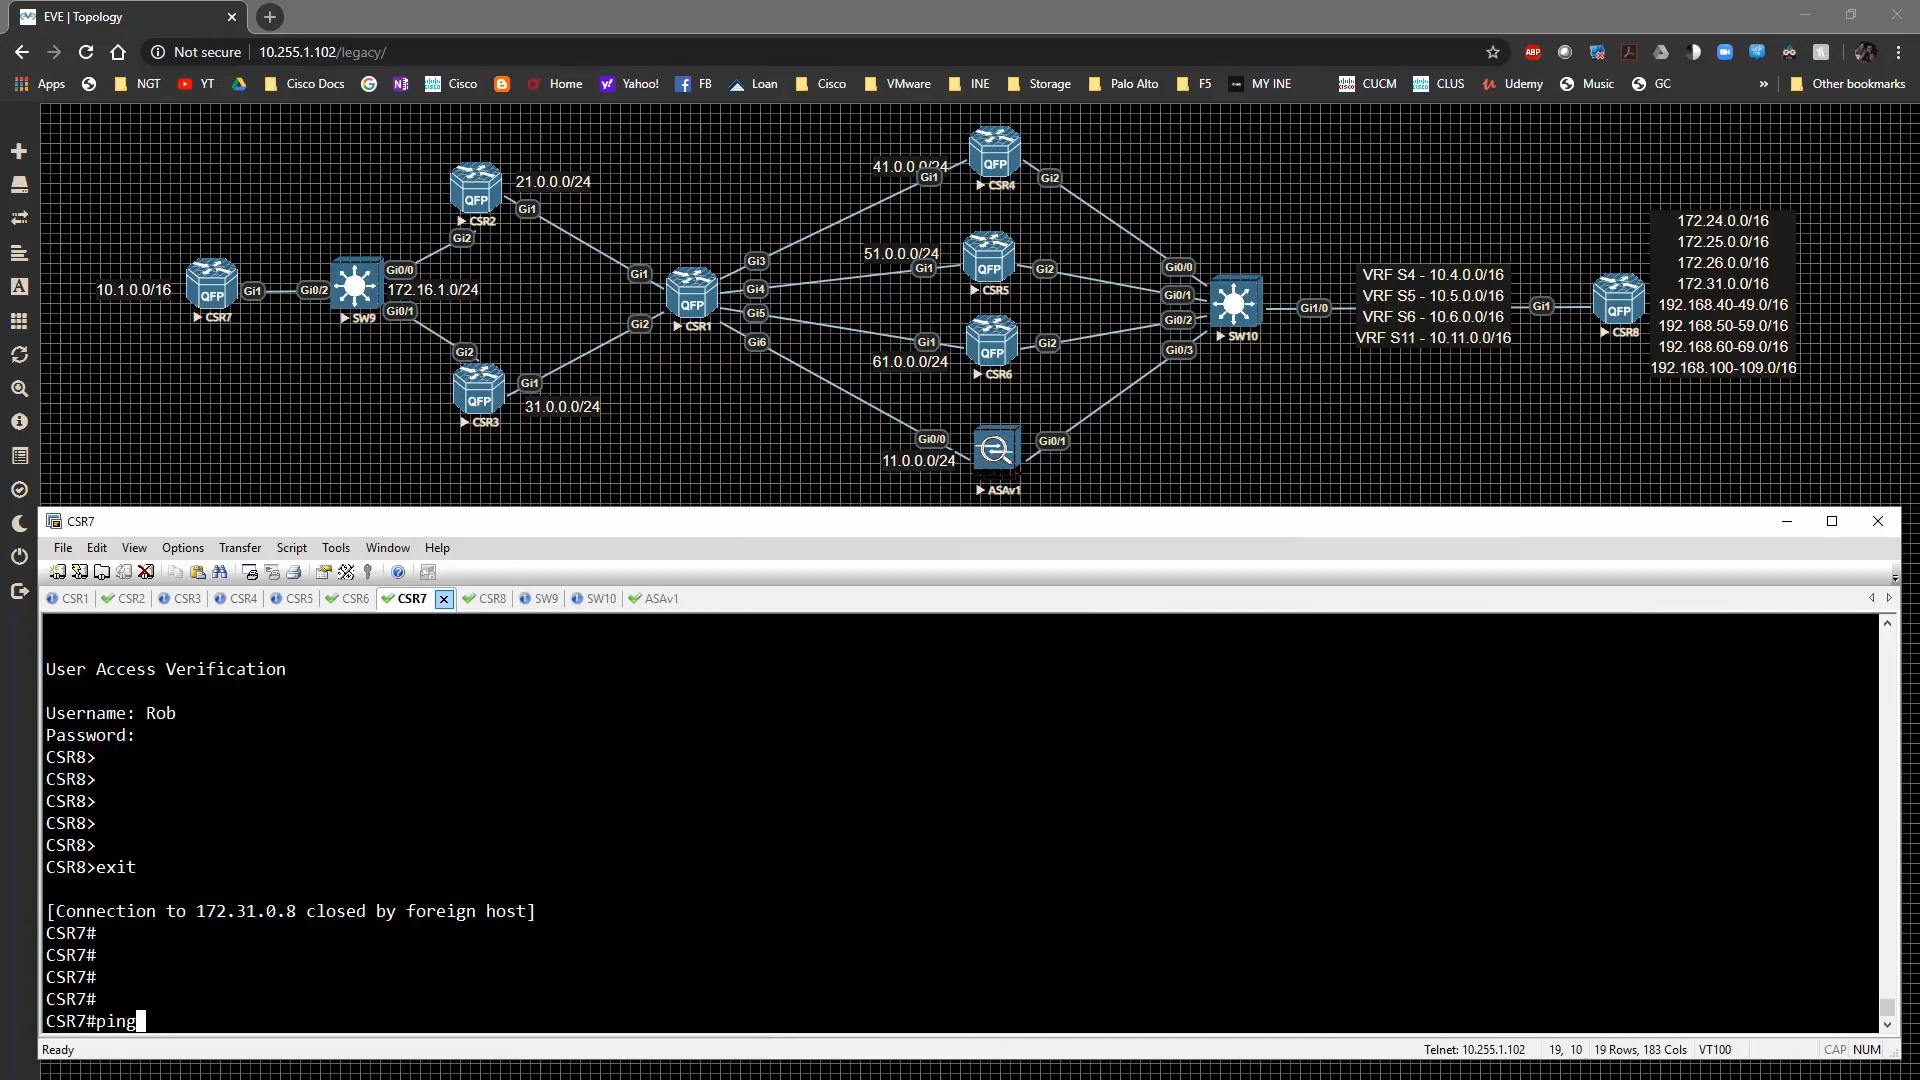 EVE | Topology
Not secure
10.255.1.102/legacy/
ABP
Apps
NGT
YT
Cisco Docs
Cisco
Home
Yahoo!
FB
Loan
Cisco
VMware
INE
Storage
Palo Alto
F5
MY INE
CUCM
CLUS
Udemy
Music
GC
»
Other bookmarks
QFP
CSR2
21.0.0.0/24
Gi1
Gi2
10.1.0.0/16
QFP
CSR7
Gi1
Gi0/2
SW9
Gi0/0
172.16.1.0/24
Gi0/1
Gi2
QFP
CSR3
Gi1
31.0.0.0/24
Gi1
Gi2
QFP
CSR1
Gi3
Gi4
Gi5
Gi6
41.0.0.0/24
Gi1
QFP
CSR4
Gi2
51.0.0.0/24
Gi1
QFP
CSR5
Gi2
Gi1
61.0.0.0/24
QFP
CSR6
Gi2
Gi0/0
11.0.0.0/24
ASAv1
Gi0/1
Gi0/0
Gi0/1
Gi0/2
Gi0/3
SW10
Gi1/0
VRF S4 - 10.4.0.0/16
VRF S5 - 10.5.0.0/16
VRF S6 - 10.6.0.0/16
VRF S11 - 10.11.0.0/16
Gi1
QFP
CSR8
172.24.0.0/16
172.25.0.0/16
172.26.0.0/16
172.31.0.0/16
192.168.40-49.0/16
192.168.50-59.0/16
192.168.60-69.0/16
192.168.100-109.0/16
CSR7
File Edit View Options Transfer Script Tools Window Help
CSR1 CSR2 CSR3 CSR4 CSR5 CSR6 CSR7 CSR8 SW9 SW10 ASAv1
User Access Verification
Username: Rob
Password:
CSR8>
CSR8>
CSR8>
CSR8>
CSR8>
CSR8>exit
[Connection to 172.31.0.8 closed by foreign host]
CSR7#
CSR7#
CSR7#
CSR7#
CSR7#ping
Ready
Telnet: 10.255.1.102
19, 10
19 Rows, 183 Cols
VT100
CAP NUM